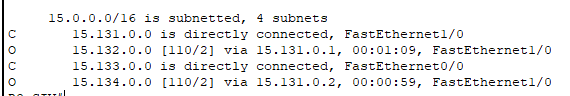 15.0.0.0/16 is subnetted, 4 subnets
C 15.131.0.0 is directly connected, FastEthernet1/0
O 15.132.0.0 [110/2] via 15.131.0.1, 00:01:09, FastEthernet1/0
C 15.133.0.0 is directly connected, FastEthernet0/0
O 15.134.0.0 [110/2] via 15.131.0.2, 00:00:59, FastEthernet1/0